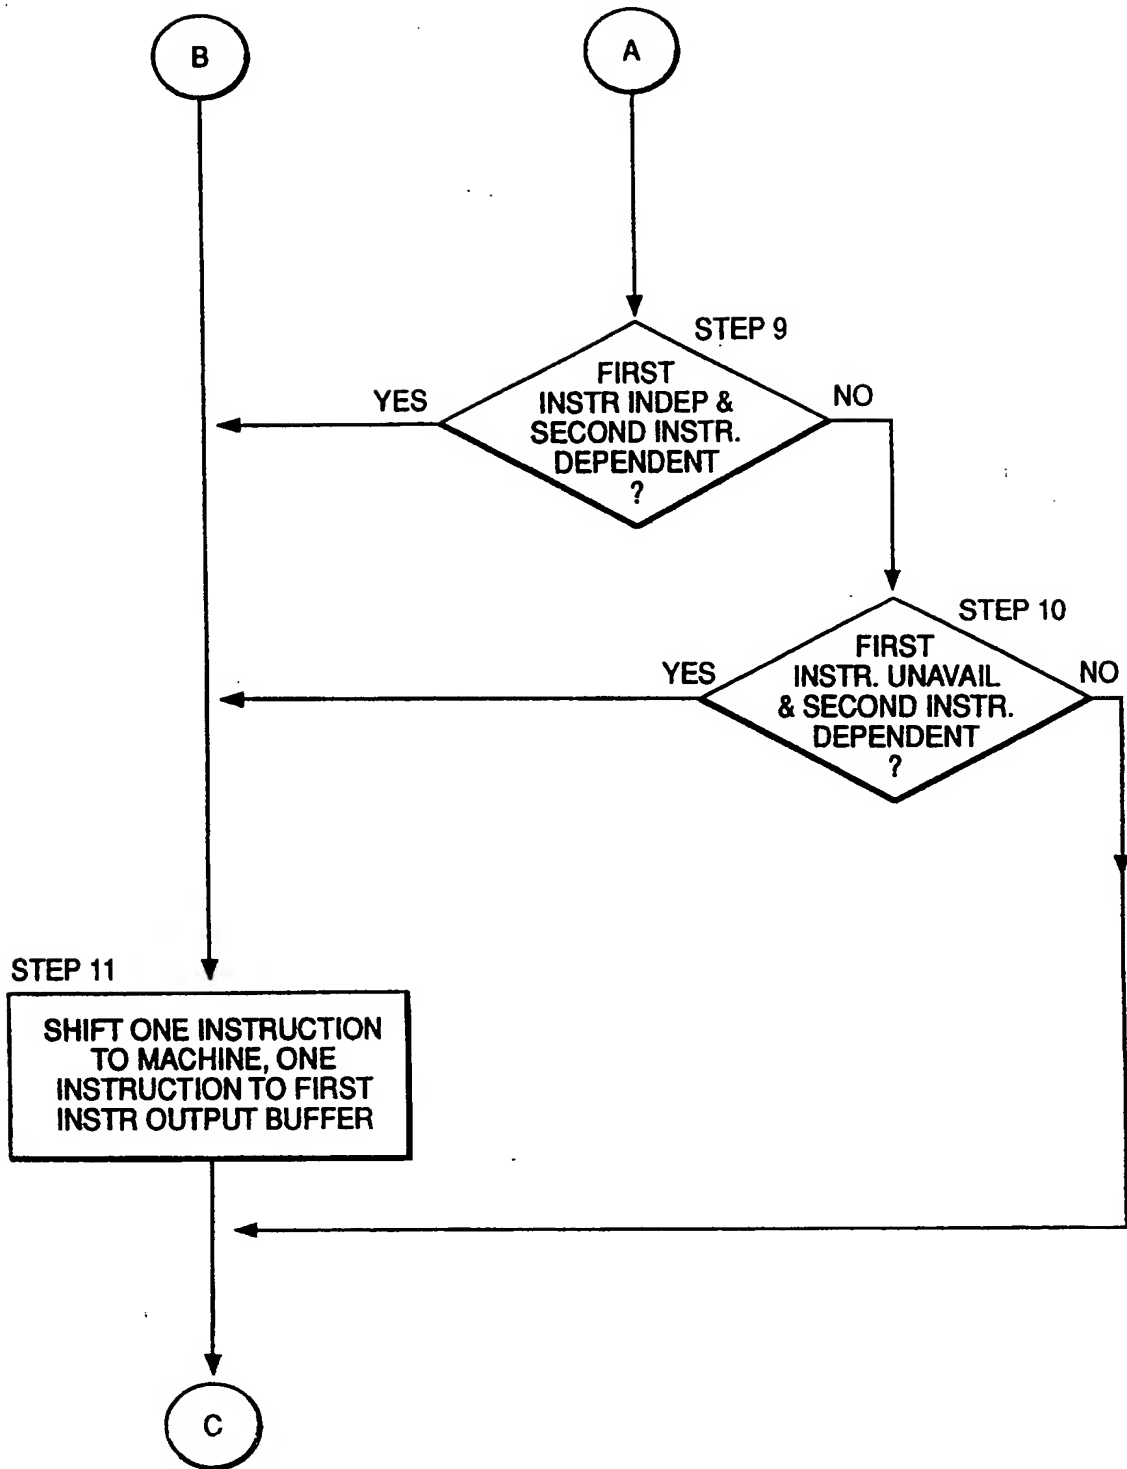 B
A
STEP 9
FIRST
INSTR INDEP &
SECOND INSTR.
DEPENDENT
?
YES
NO
STEP 10
FIRST
INSTR. UNAVAIL
& SECOND INSTR.
DEPENDENT
?
YES
NO
STEP 11
SHIFT ONE INSTRUCTION
TO MACHINE, ONE
INSTRUCTION TO FIRST
INSTR OUTPUT BUFFER
C